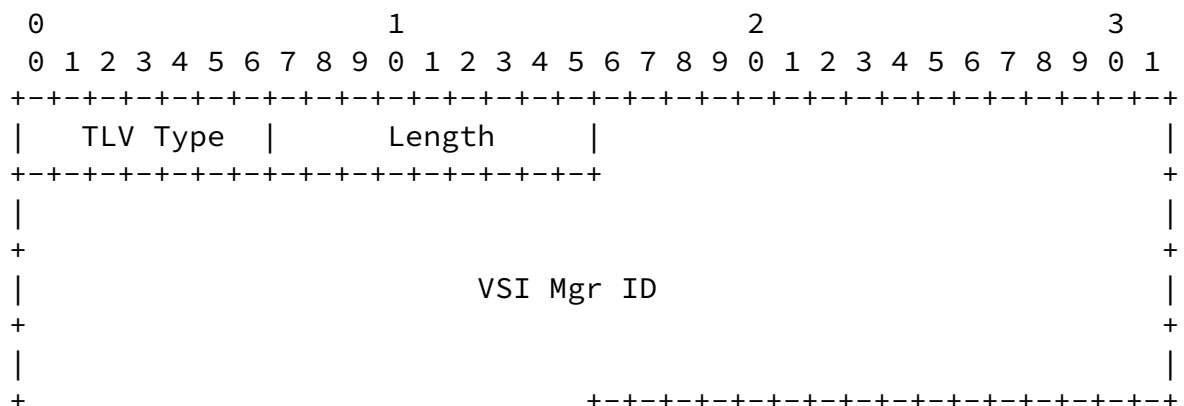 0                   1                   2                   3
 0 1 2 3 4 5 6 7 8 9 0 1 2 3 4 5 6 7 8 9 0 1 2 3 4 5 6 7 8 9 0 1
+-+-+-+-+-+-+-+-+-+-+-+-+-+-+-+-+-+-+-+-+-+-+-+-+-+-+-+-+-+-+-+-+
|   TLV Type  |      Length     |                               |
+-+-+-+-+-+-+-+-+-+-+-+-+-+-+-+-+                               +
|                                                               |
+                                                               +
|                         VSI Mgr ID                            |
+                                                               +
|                                                               |
+                               +-+-+-+-+-+-+-+-+-+-+-+-+-+-+-+-+